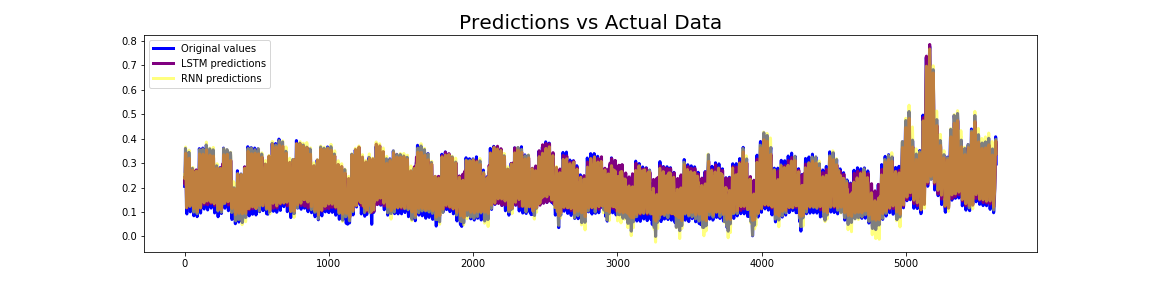 Predictions vs Actual Data
Original values
LSTM predictions
RNN predictions
0.8
0.7
0.6
0.5
0.4
0.3
0.2
0.1
0.0
0 1000 2000 3000 4000 5000